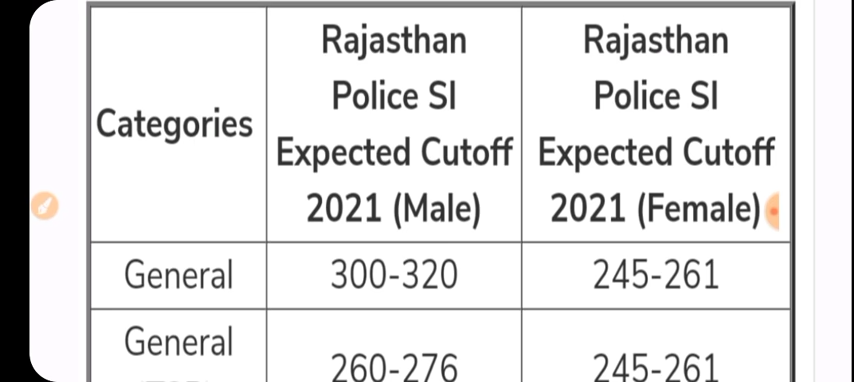 Categories
Rajasthan
Police SI
Expected Cutoff
2021 (Male)
Rajasthan
Police SI
Expected Cutoff
2021 (Female)
General
300-320
245-261
General
260-276
245-261